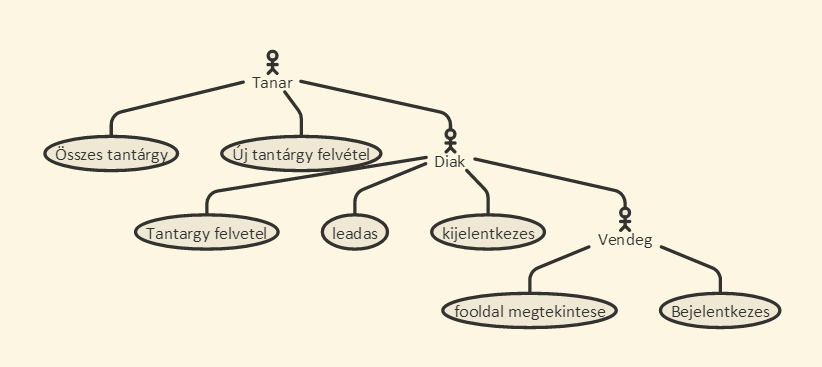 Tanar
Összes tantárgy
Új tantárgy felvétel
Diak
Tantargy felvetel
leadas
kijelentkezes
Vendeg
fooldal megtekintese
Bejelentkezes